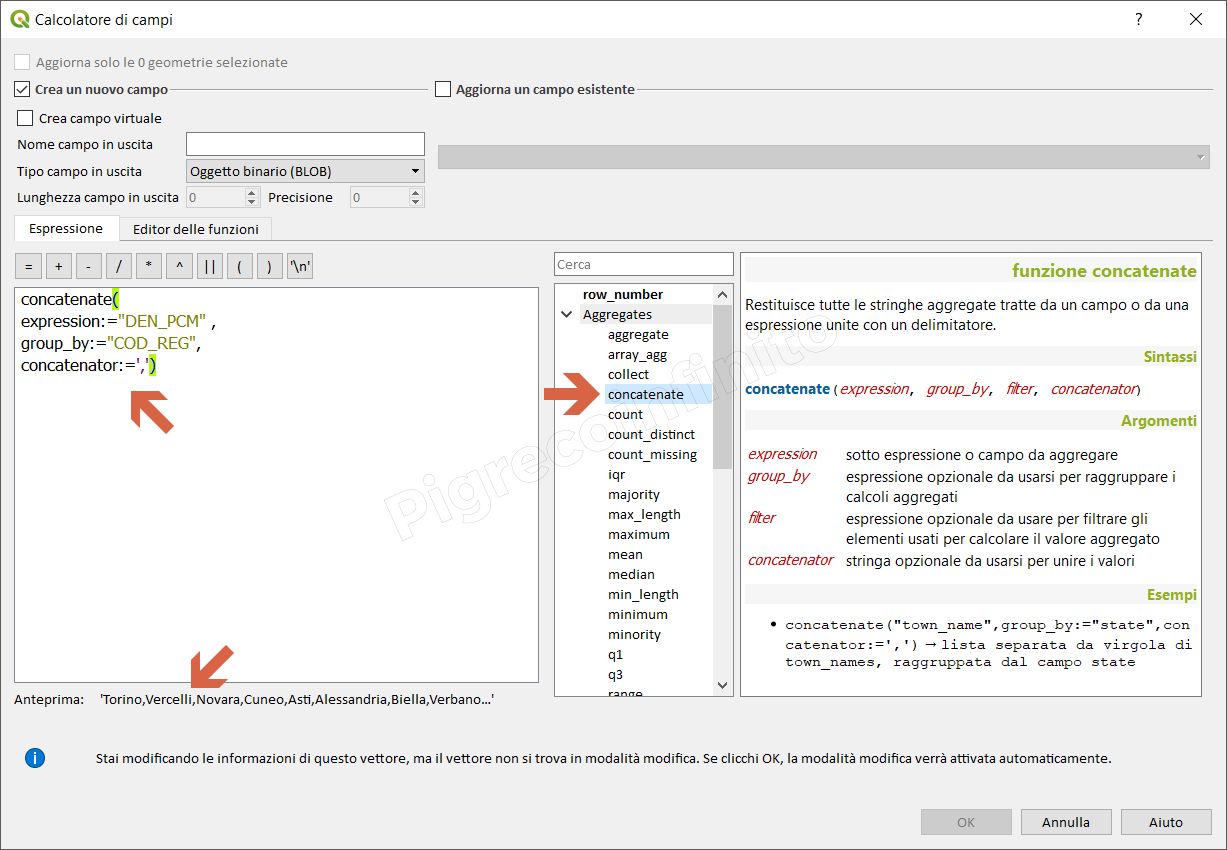 Calcolatore di campi
?
Aggiorna solo le 0 geometrie selezionate
Crea un nuovo campo
Aggiorna un campo esistente
Crea campo virtuale
Nome campo in uscita
Tipo campo in uscita
Oggetto binario (BLOB)
Lunghezza campo in uscita 0 Precisione 0
Espressione
Editor delle funzioni
= + - / * ^ || ( ) '\n'
concatenate(
expression:="DEN_PCM" ,
group_by:="COD_REG",
concatenator:=',')
Anteprima: 'Torino,Vercelli,Novara,Cuneo,Asti,Alessandria,Biella,Verbano...'
Cerca
row_number
Aggregates
aggregate
array_agg
collect
concatenate
count
count_distinct
count_missing
iqr
majority
max_length
maximum
mean
median
min_length
minimum
minority
q1
q3
range
funzione concatenate
Restituisce tutte le stringhe aggregate tratte da un campo o da una
espressione unite con un delimitatore.
Sintassi
concatenate(expression, group_by, filter, concatenator)
Argomenti
expression sotto espressione o campo da aggregare
group_by espressione opzionale da usarsi per raggruppare i
calcoli aggregati
filter espressione opzionale da usare per filtrare gli
elementi usati per calcolare il valore aggregato
concatenator stringa opzionale da usarsi per unire i valori
Esempi
• concatenate("town_name",group_by:="state",con
catenator:=',') → lista separata da virgola di
town_names, raggruppata dal campo state
Pigrecoinfinito
Stai modificando le informazioni di questo vettore, ma il vettore non si trova in modalità modifica. Se clicchi OK, la modalità modifica verrà attivata automaticamente.
OK
Annulla
Aiuto